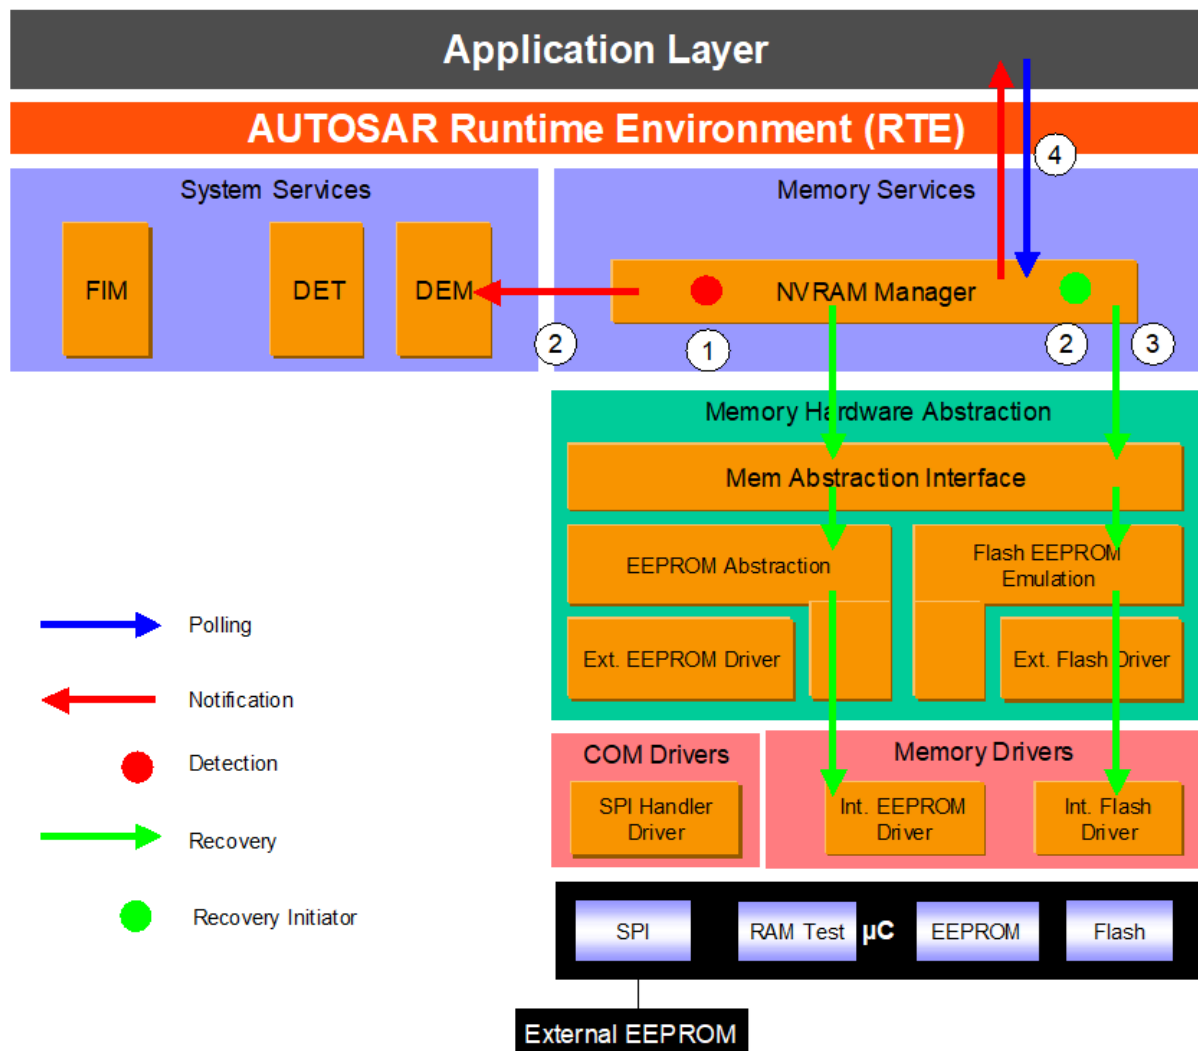 Application Layer
AUTOSAR Runtime Environment (RTE)
4
System Services
Memory Services
FIM
DET
DEM
NVRAM Manager
2
1
2
3
Memory Hardware Abstraction
Mem Abstraction Interface
EEPROM Abstraction
Flash EEPROM
Emulation
Ext. EEPROM Driver
Ext. Flash Driver
Polling
Notification
Detection
Recovery
Recovery Initiator
COM Drivers
Memory Drivers
SPI Handler
Driver
Int. EEPROM
Driver
Int. Flash
Driver
SPI
RAM Test
µC
EEPROM
Flash
External EEPROM